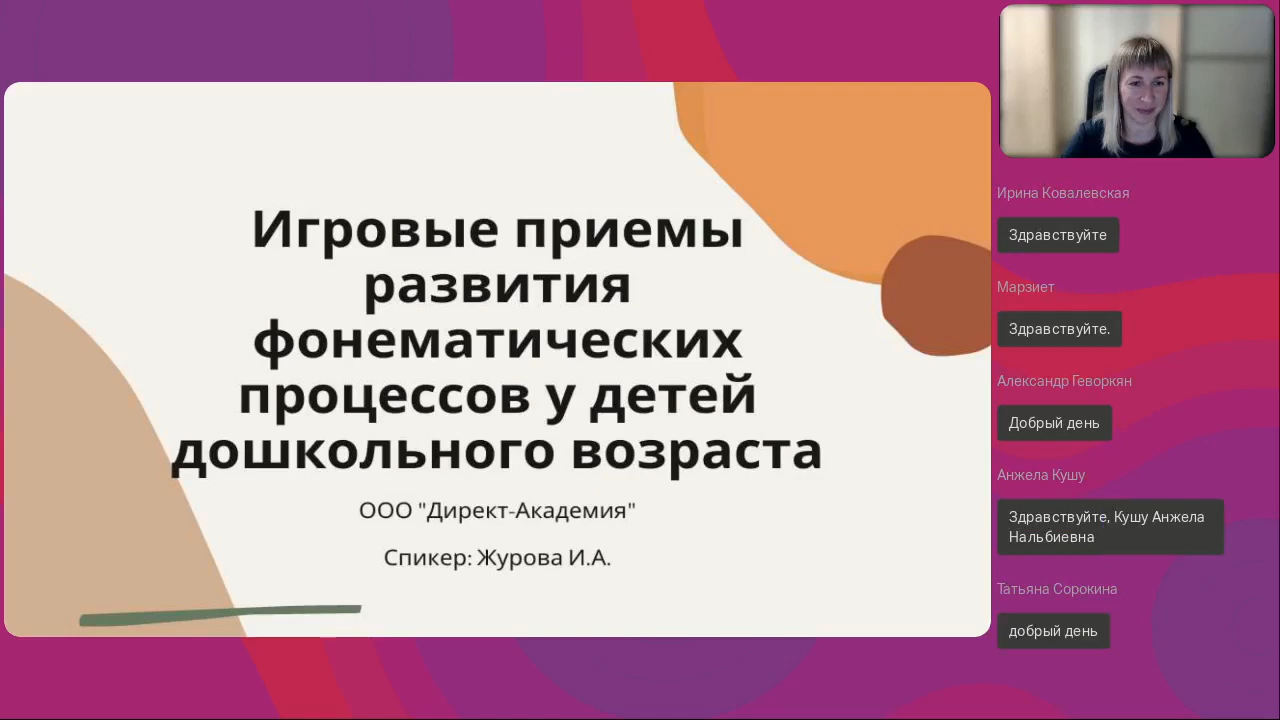 Игровые приемы
развития
фонематических
процессов у детей
дошкольного возраста
ООО "Директ-Академия"
Спикер: Журова И.А.
Ирина Ковалевская
Здравствуйте
Марзиет
Здравствуйте.
Александр Геворкян
Добрый день
Анжела Кушу
Здравствуйте, Кушу Анжела
Нальбиевна
Татьяна Сорокина
добрый день